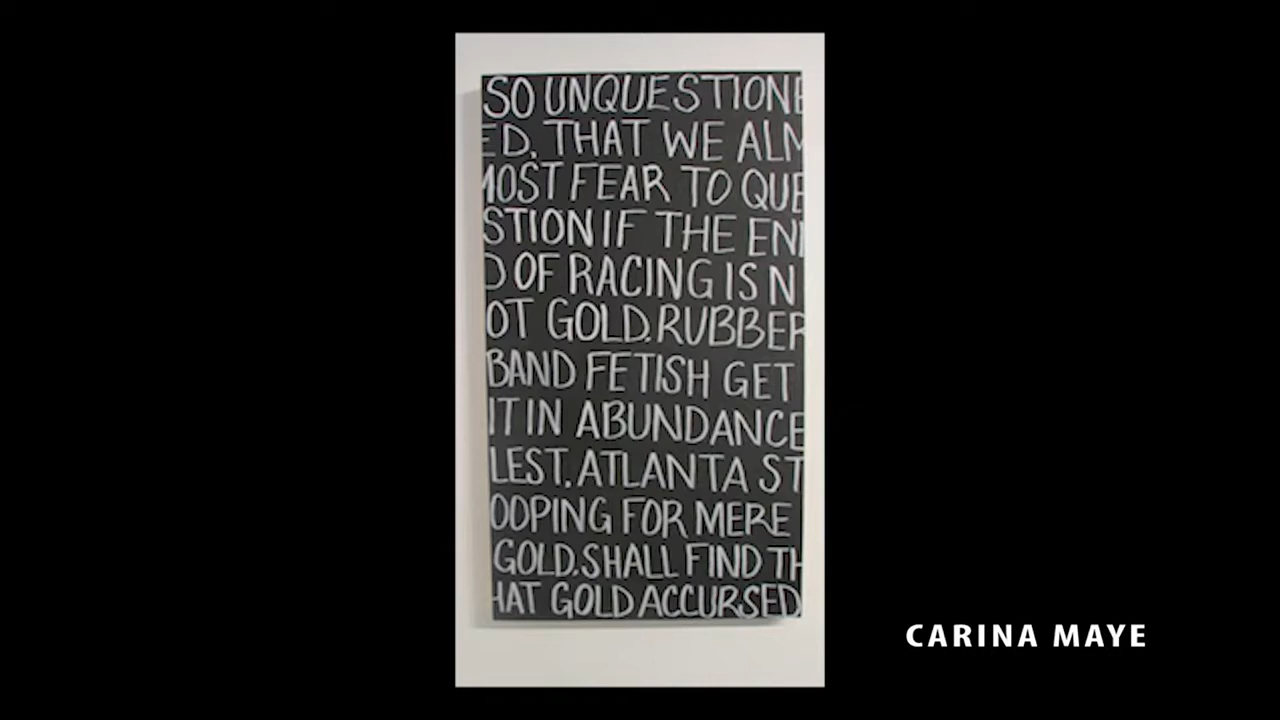 SO UNQUESTIONE
ED. THAT WE ALM
MOST FEAR TO QUE
STION IF THE EN
D OF RACING IS N
OT GOLD. RUBBER
BAND FETISH GET
IT IN ABUNDANCE
LEST. ATLANTA ST
OOPING FOR MERE
GOLD. SHALL FIND TH
HAT GOLD ACCURSED
CARINA MAYE